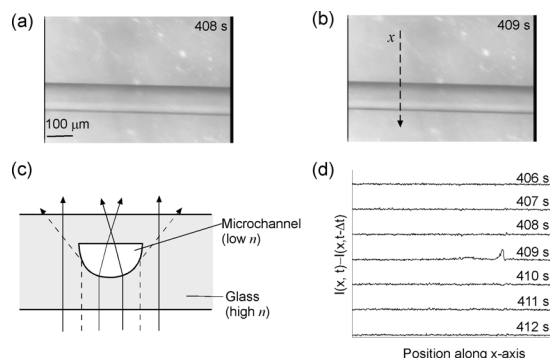 (a)
408 s
100 µm
(b)
409 s
x
(c)
Microchannel
(low n)
Glass
(high n)
(d)
I(x, t)–I(x,t-Δt)
406 s
407 s
408 s
409 s
410 s
411 s
412 s
Position along x-axis